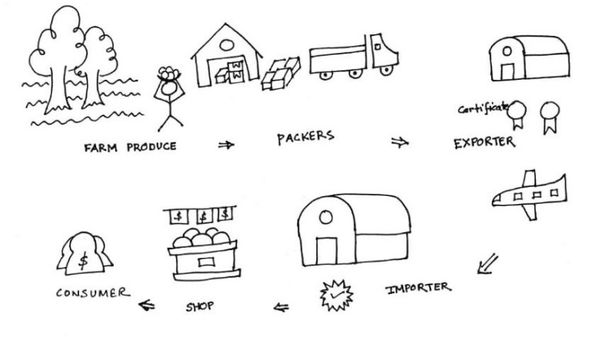 FARM PRODUCE
PACKERS
Certificate
EXPORTER
$ $ $
$
CONSUMER
SHOP
IMPORTER